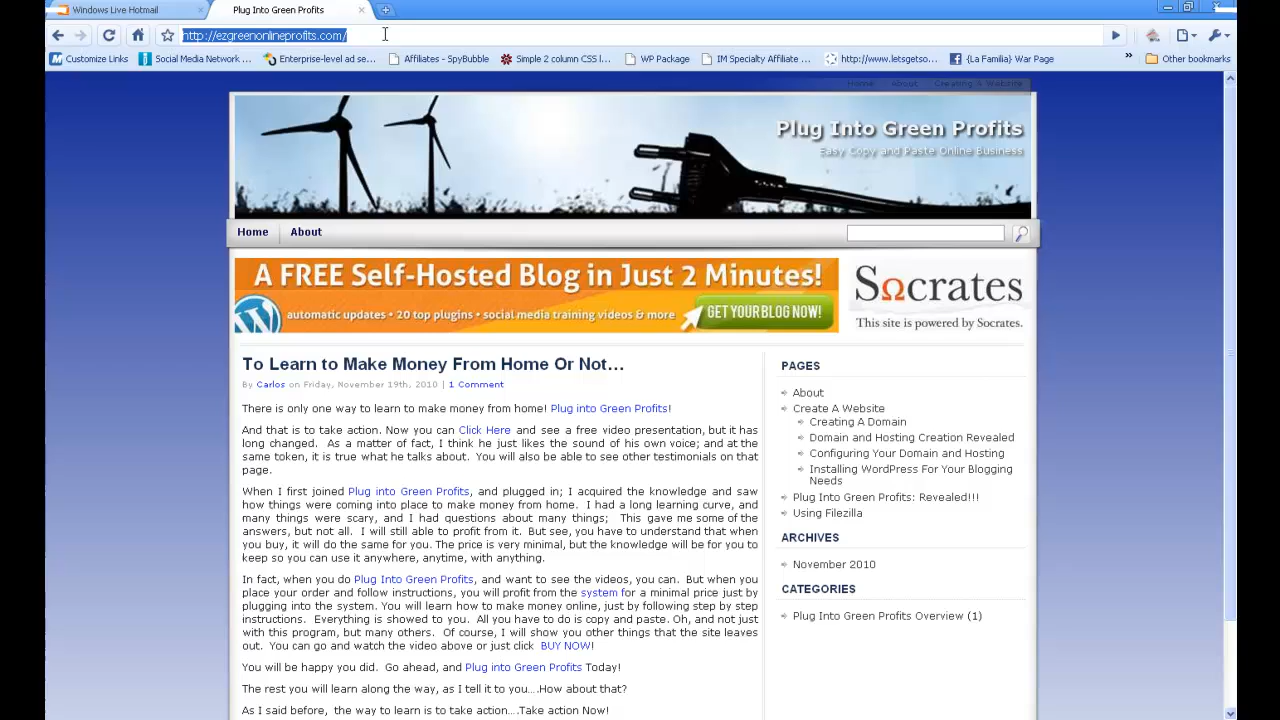 Windows Live Hotmail
Plug Into Green Profits
http://ezgreenonlineprofits.com/
Customize Links
Social Media Network ...
Enterprise-level ad se...
Affiliates - SpyBubble
Simple 2 column CSS l...
WP Package
IM Specialty Affiliate ...
http://www.letsgetso...
{La Familia} War Page
»
Other bookmarks
Home About Creating A Website
Plug Into Green Profits
Easy Copy and Paste Online Business
Home
About
A FREE Self-Hosted Blog in Just 2 Minutes!
automatic updates • 20 top plugins • social media training videos & more
GET YOUR BLOG NOW!
SΩcrates
This site is powered by Socrates.
To Learn to Make Money From Home Or Not...
By Carlos on Friday, November 19th, 2010 | 1 Comment
There is only one way to learn to make money from home! Plug into Green Profits!
And that is to take action. Now you can Click Here and see a free video presentation, but it has
long changed. As a matter of fact, I think he just likes the sound of his own voice; and at the
same token, it is true what he talks about. You will also be able to see other testimonials on that
page.
When I first joined Plug into Green Profits, and plugged in; I acquired the knowledge and saw
how things were coming into place to make money from home. I had a long learning curve, and
many things were scary, and I had questions about many things; This gave me some of the
answers, but not all. I will still able to profit from it. But see, you have to understand that when
you buy, it will do the same for you. The price is very minimal, but the knowledge will be for you to
keep so you can use it anywhere, anytime, with anything.
In fact, when you do Plug Into Green Profits, and want to see the videos, you can. But when you
place your order and follow instructions, you will profit from the system for a minimal price just by
plugging into the system. You will learn how to make money online, just by following step by step
instructions. Everything is showed to you. All you have to do is copy and paste. Oh, and not just
with this program, but many others. Of course, I will show you other things that the site leaves
out. You can go and watch the video above or just click BUY NOW!
You will be happy you did. Go ahead, and Plug into Green Profits Today!
The rest you will learn along the way, as I tell it to you....How about that?
As I said before, the way to learn is to take action....Take action Now!
PAGES
About
Create A Website
Creating A Domain
Domain and Hosting Creation Revealed
Configuring Your Domain and Hosting
Installing WordPress For Your Blogging
Needs
Plug Into Green Profits: Revealed!!!
Using Filezilla
ARCHIVES
November 2010
CATEGORIES
Plug Into Green Profits Overview (1)